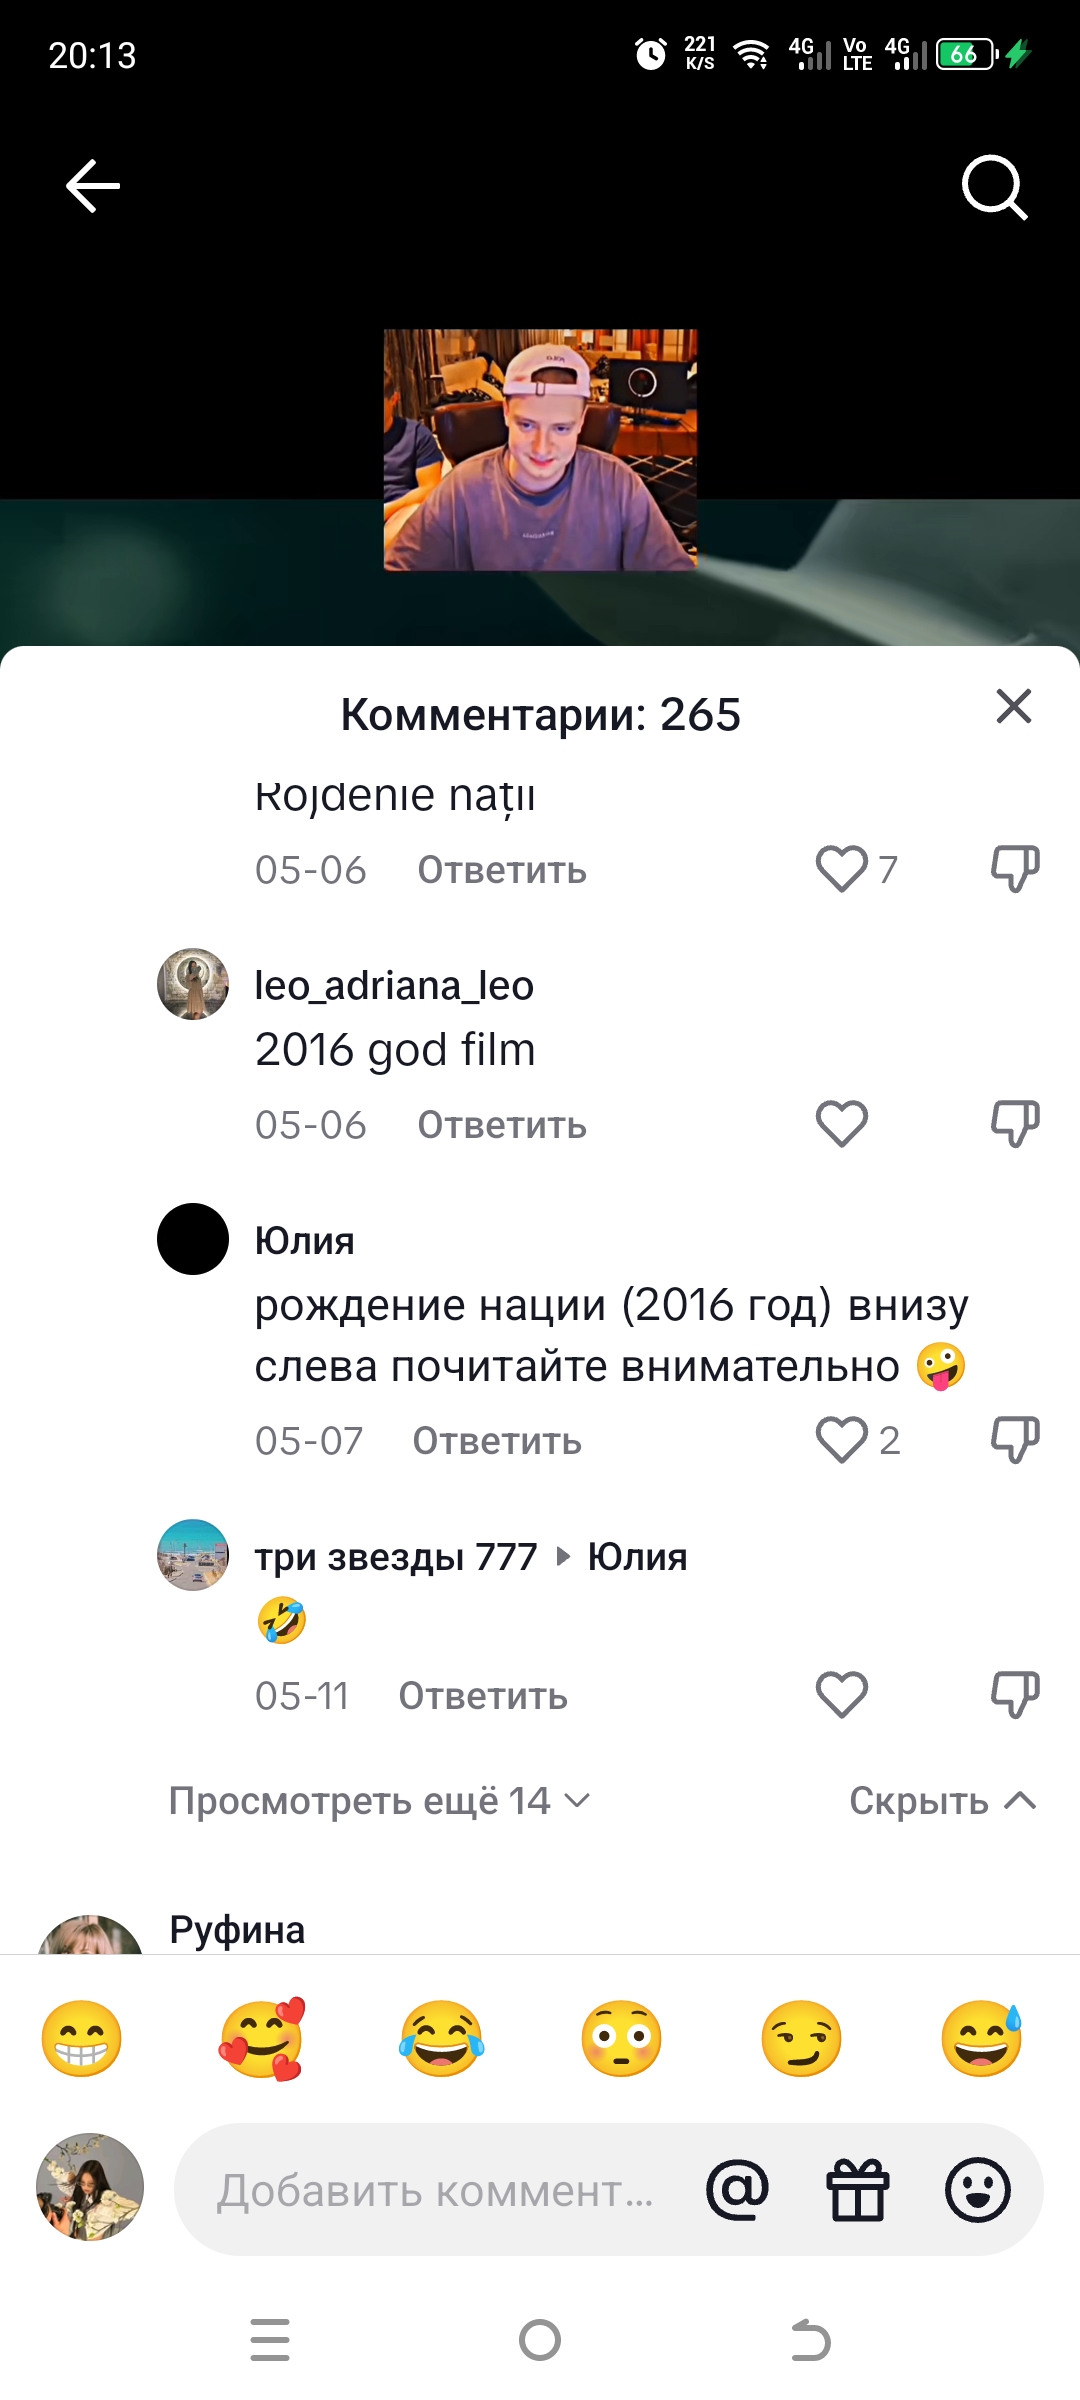 20:13
221
K/S
4G
Vo
LTE
4G
66
Комментарии: 265
Rojdenie nații
05-06 Ответить 7
leo_adriana_leo
2016 god film
05-06 Ответить
Юлия
рождение нации (2016 год) внизу
слева почитайте внимательно 🤪
05-07 Ответить 2
три звезды 777 ▸ Юлия
🤣
05-11 Ответить
Просмотреть ещё 14 Скрыть
Руфина
😁 🥰 😂 😳 😏 😅
Добавить коммент... @